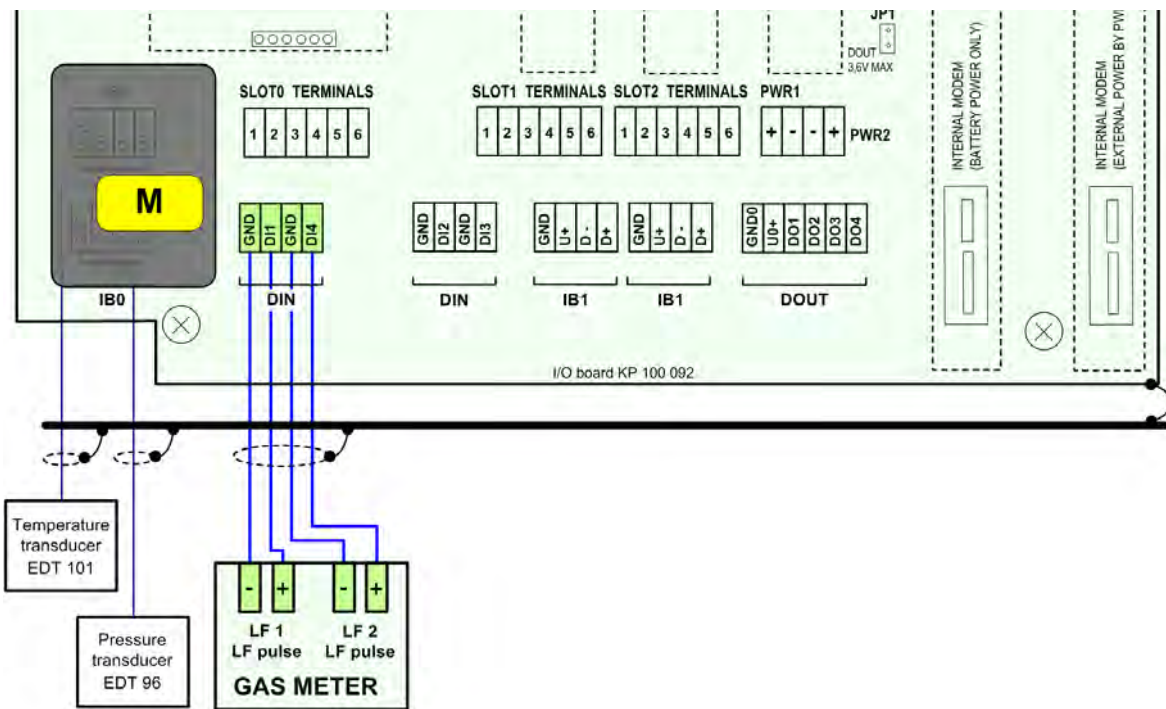 JP1
DOUT
3,6V MAX
SLOT0 TERMINALS
1 2 3 4 5 6
SLOT1 TERMINALS
1 2 3 4 5 6
SLOT2 TERMINALS
1 2 3 4 5 6
PWR1
+ - - +
PWR2
INTERNAL MODEM
(BATTERY POWER ONLY)
INTERNAL MODEM
(EXTERNAL POWER BY PW
M
IB0
GND DI1 GND DI4
DIN
GND DI2 GND DI3
DIN
GND U+ D- D+
IB1
GND U+ D- D+
IB1
GND0 U0+ DO1 DO2 DO3 DO4
DOUT
I/O board KP 100 092
Temperature
transducer
EDT 101
Pressure
transducer
EDT 96
- + - +
LF 1
LF pulse
LF 2
LF pulse
GAS METER